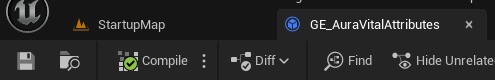 StartupMap GE_AuraVitalAttributes ×
Compile Diff Find Hide Unrelate